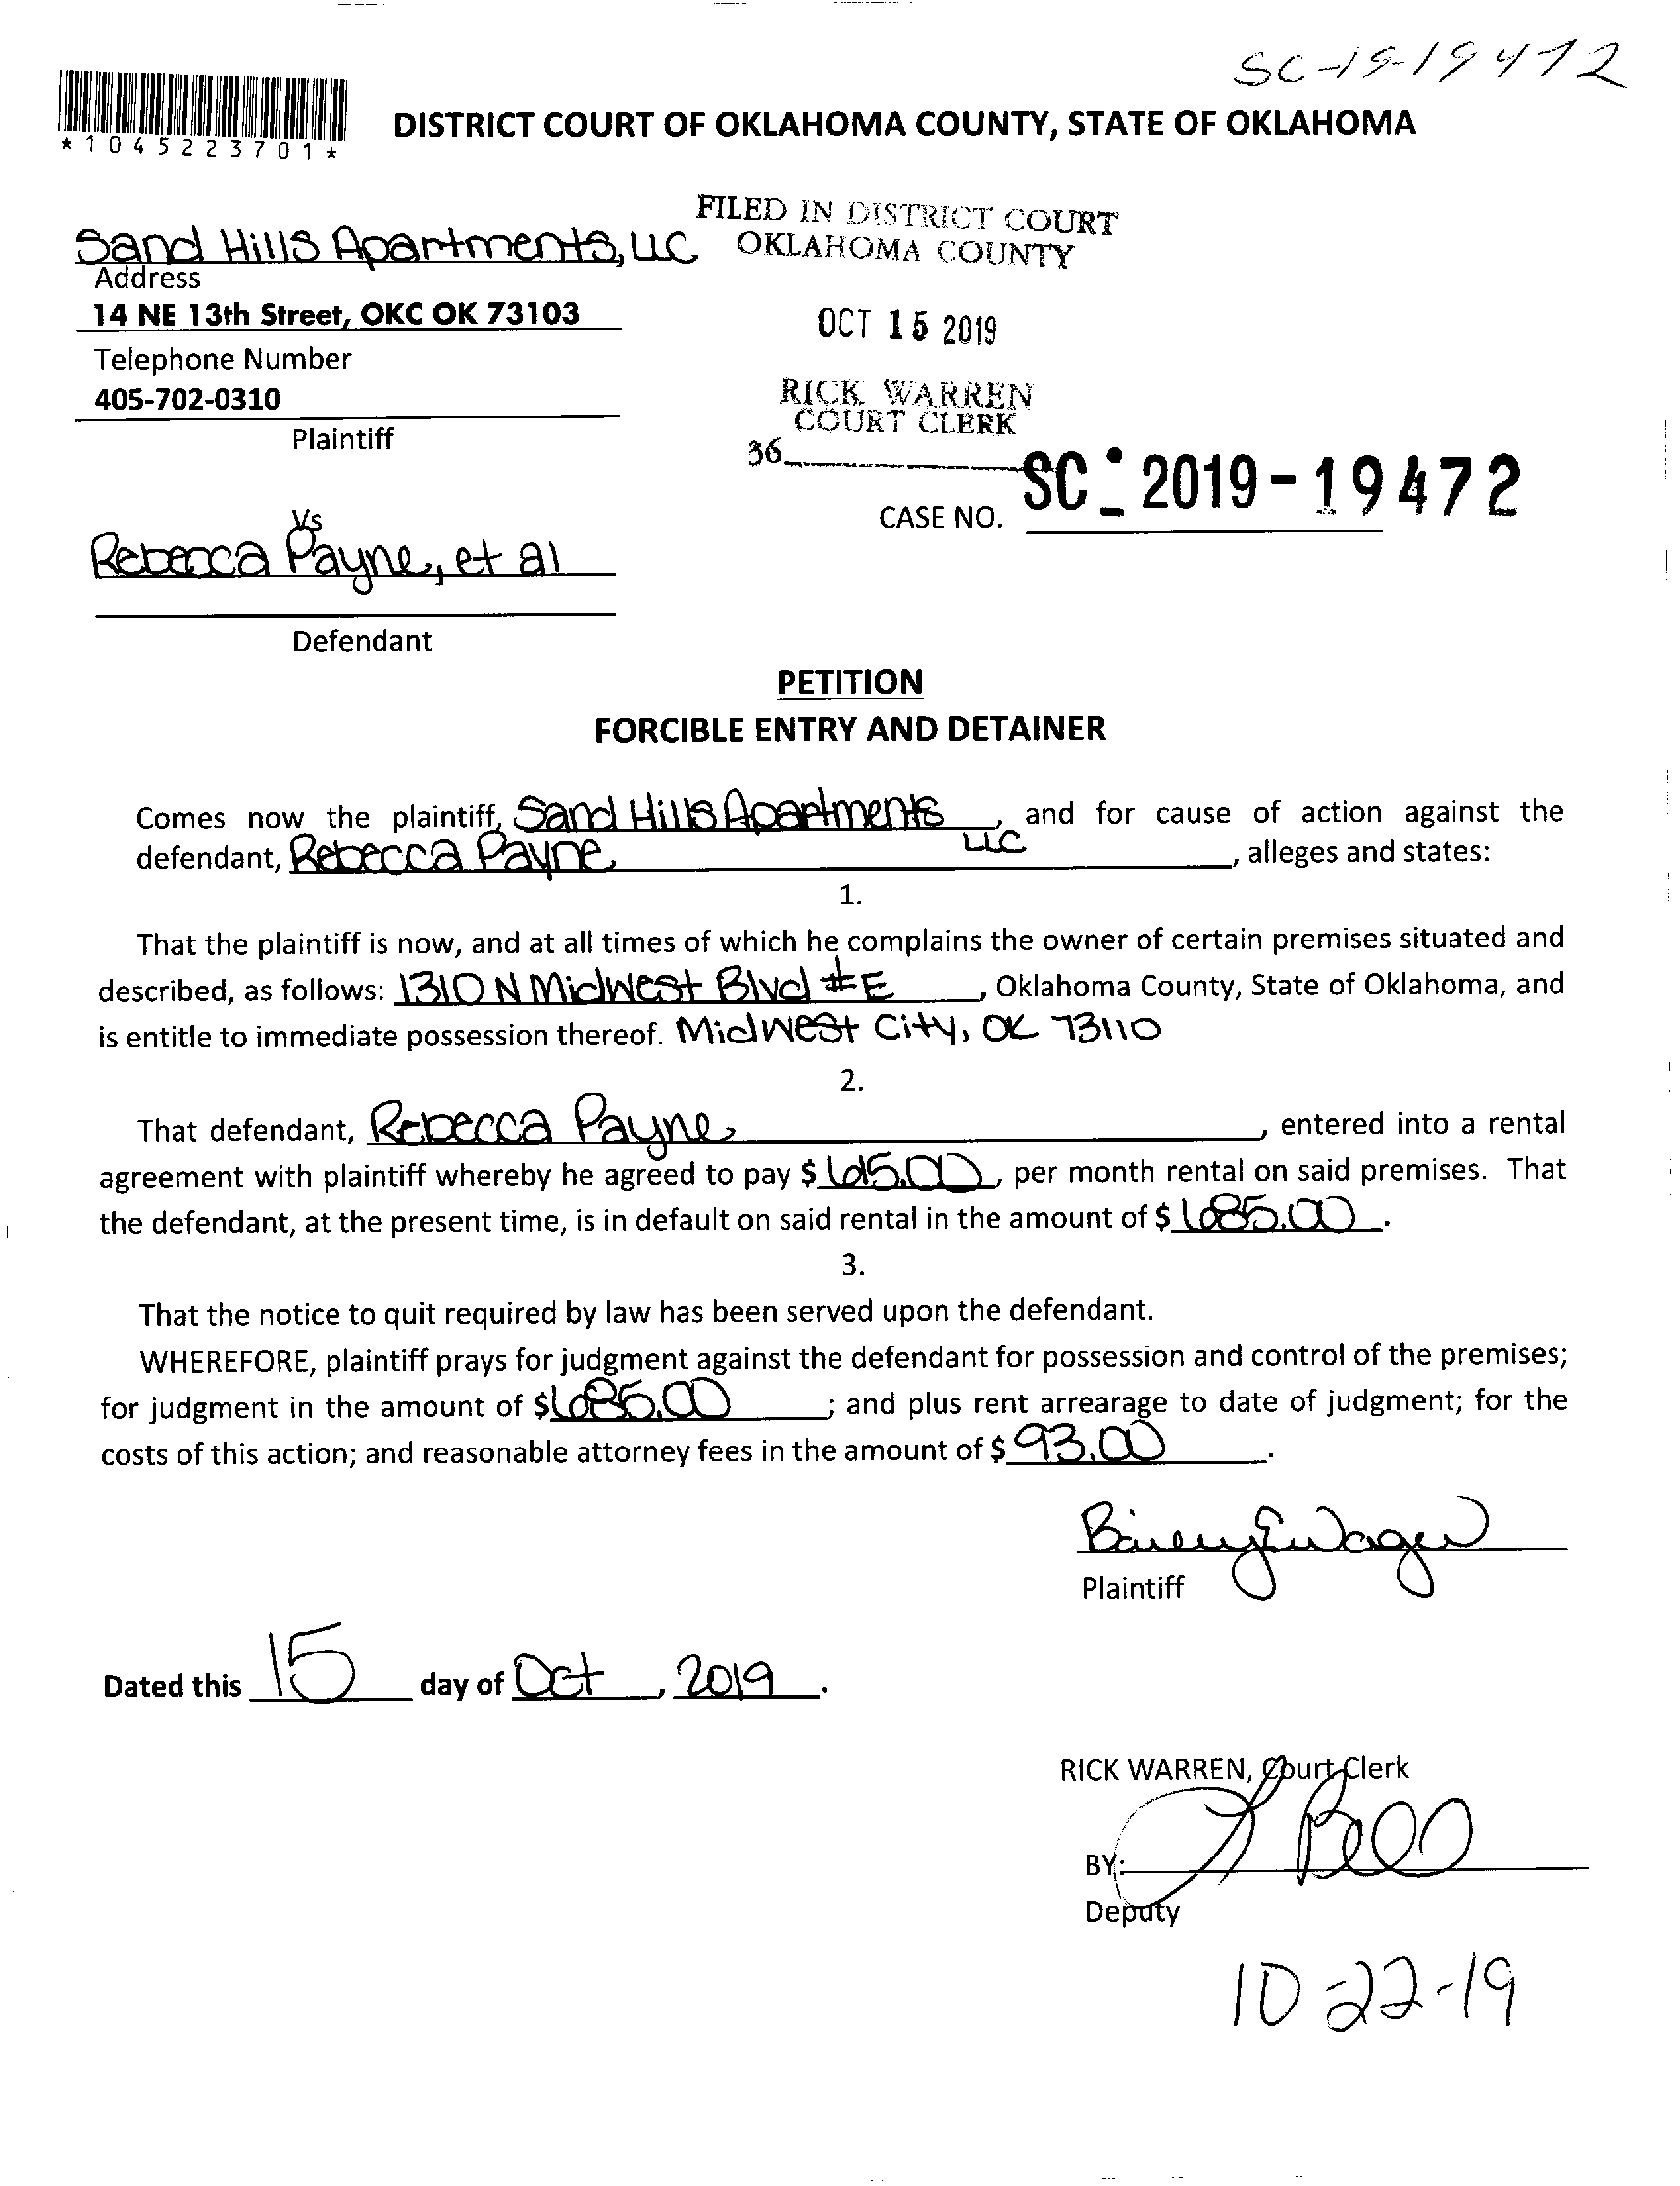 SC-19-19472
*1045223701*
DISTRICT COURT OF OKLAHOMA COUNTY, STATE OF OKLAHOMA
FILED IN DISTRICT COURT
OKLAHOMA COUNTY
Sand Hills Apartments, LLC
Address
14 NE 13th Street, OKC OK 73103
OCT 15 2019
Telephone Number
405-702-0310
RICK WARREN
COURT CLERK
Plaintiff
36
SC-2019-19472
CASE NO.
Vs
Rebecca Payne, et al
Defendant
PETITION
FORCIBLE ENTRY AND DETAINER
Comes now the plaintiff, Sand Hills Apartments LLC, and for cause of action against the
defendant, Rebecca Payne, alleges and states:
1.
That the plaintiff is now, and at all times of which he complains the owner of certain premises situated and
described, as follows: 1310 N Midwest Blvd #E, Oklahoma County, State of Oklahoma, and
is entitle to immediate possession thereof. Midwest City, OK 73110
2.
That defendant, Rebecca Payne, entered into a rental
agreement with plaintiff whereby he agreed to pay $ 615.00, per month rental on said premises. That
the defendant, at the present time, is in default on said rental in the amount of $ 685.00.
3.
That the notice to quit required by law has been served upon the defendant.
WHEREFORE, plaintiff prays for judgment against the defendant for possession and control of the premises;
for judgment in the amount of $685.00; and plus rent arrearage to date of judgment; for the
costs of this action; and reasonable attorney fees in the amount of $ 93.00.
Plaintiff
Dated this 15 day of Oct, 2019.
RICK WARREN, Court Clerk
BY:
Deputy
10-22-19